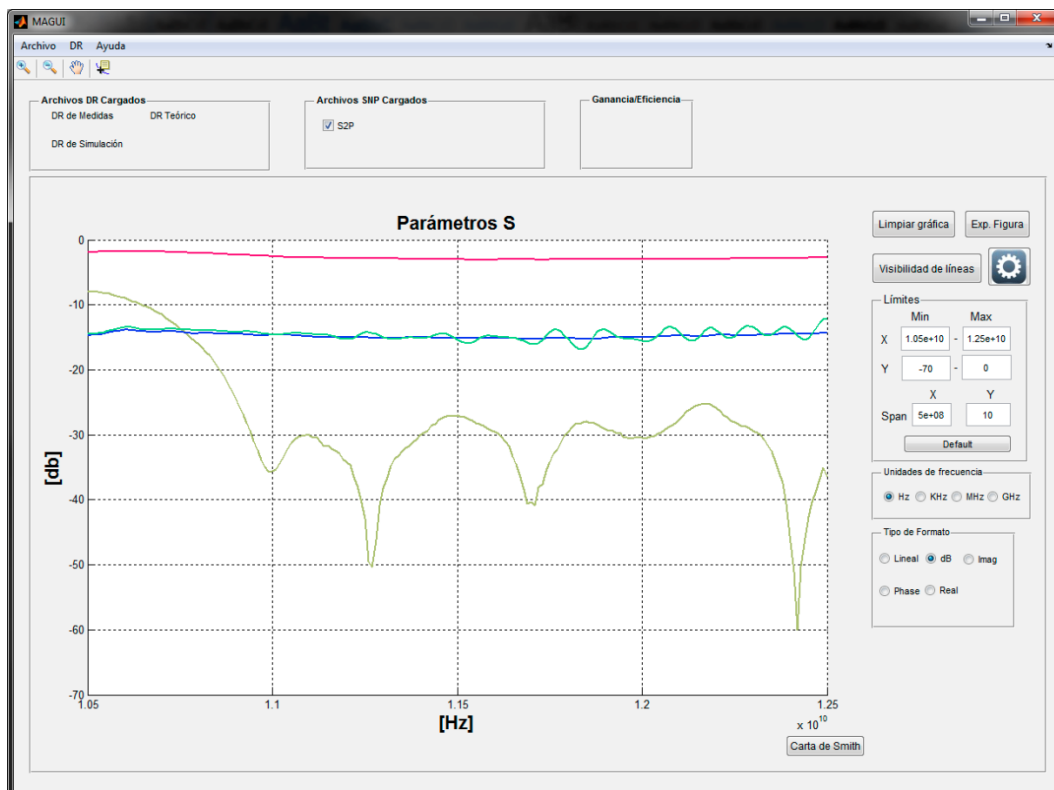 MAGUI
Archivo DR Ayuda
Archivos DR Cargados
DR de Medidas DR Teórico
DR de Simulación
Archivos SNP Cargados
S2P
Ganancia/Eficiencia
Parámetros S
0
-10
-20
-30
-40
-50
-60
-70
[db]
1.05 1.1 1.15 1.2 1.25
x 10^10
[Hz]
Carta de Smith
Limpiar gráfica Exp. Figura
Visibilidad de líneas
Límites
Min Max
X 1.05e+10 - 1.25e+10
Y -70 - 0
X Y
Span 5e+08 10
Default
Unidades de frecuencia
Hz KHz MHz GHz
Tipo de Formato
Lineal dB Imag
Phase Real